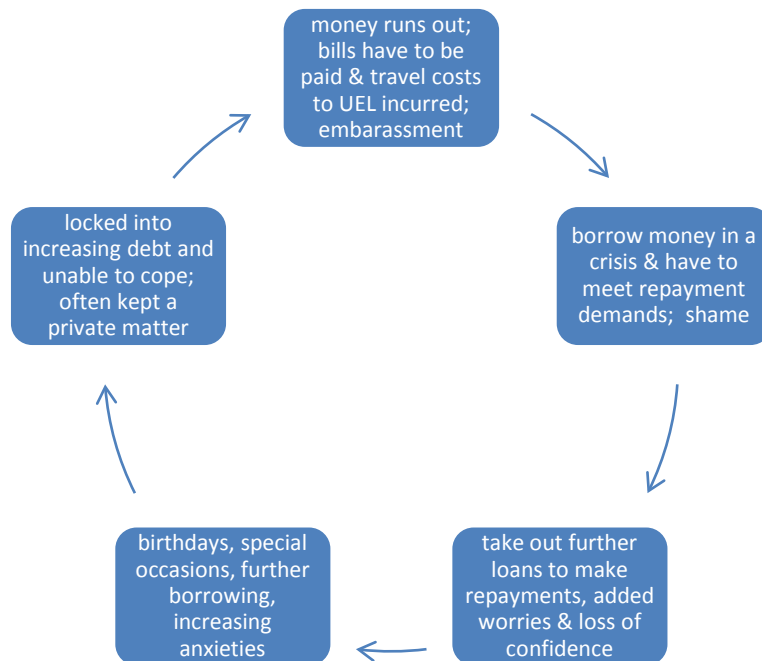 money runs out;
bills have to be
paid & travel costs
to UEL incurred;
embarassment
borrow money in a
crisis & have to
meet repayment
demands;  shame
take out further
loans to make
repayments, added
worries & loss of
confidence
birthdays, special
occasions, further
borrowing,
increasing
anxieties
locked into
increasing debt and
unable to cope;
often kept a
private matter